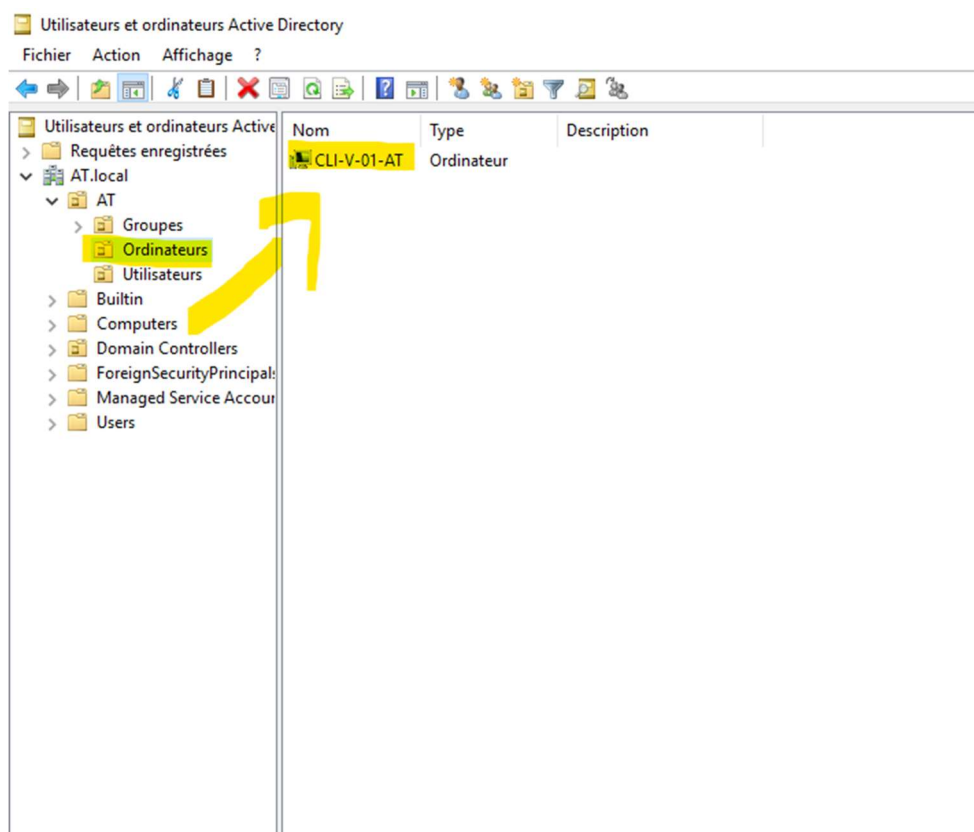 Utilisateurs et ordinateurs Active Directory
Fichier Action Affichage ?
Utilisateurs et ordinateurs Active
Requêtes enregistrées
AT.local
AT
Groupes
Ordinateurs
Utilisateurs
Builtin
Computers
Domain Controllers
ForeignSecurityPrincipals
Managed Service Accour
Users
Nom Type Description
CLI-V-01-AT Ordinateur